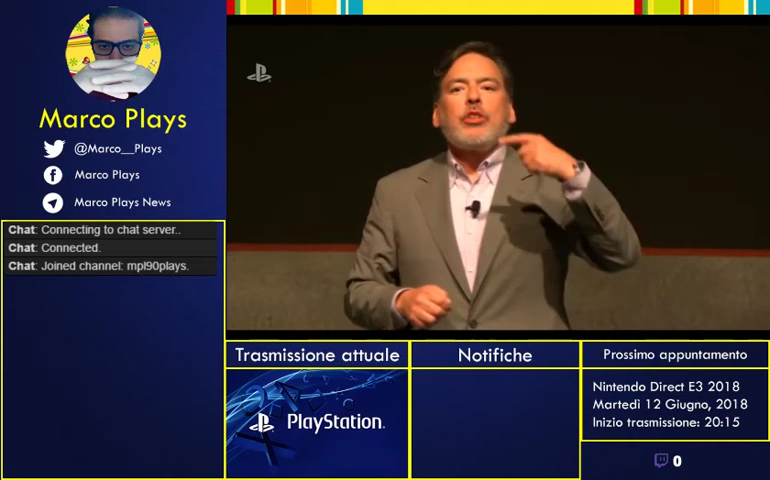 Marco Plays
@Marco__Plays
Marco Plays
Marco Plays News
Chat: Connecting to chat server..
Chat: Connected.
Chat: Joined channel: mpl90plays.
Trasmissione attuale
Notifiche
Prossimo appuntamento
PlayStation.
Nintendo Direct E3 2018
Martedì 12 Giugno, 2018
Inizio trasmissione: 20:15
0